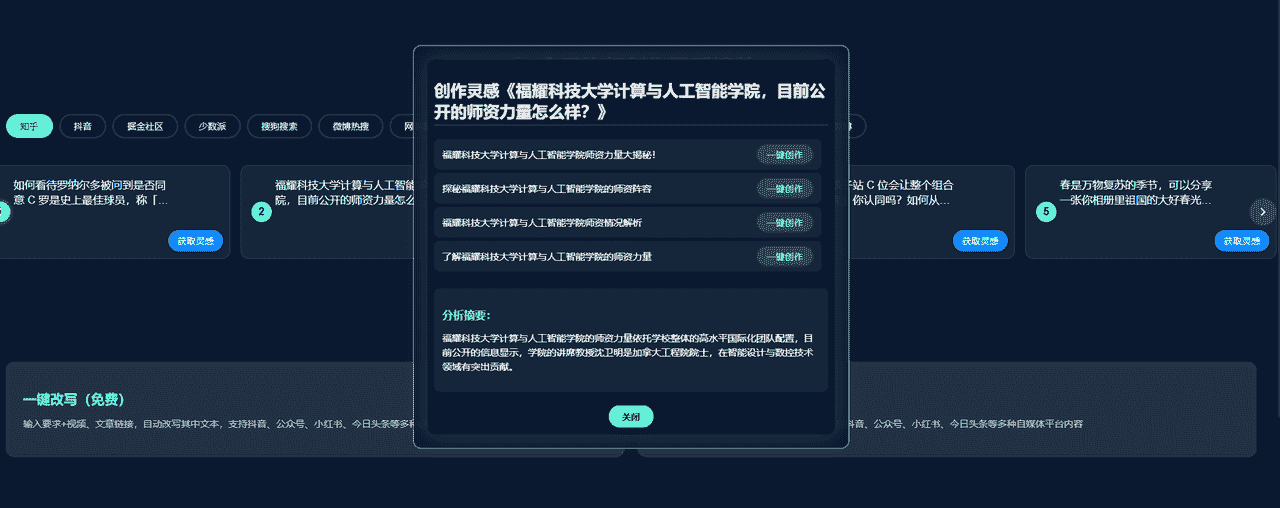 创作灵感《福耀科技大学计算与人工智能学院，目前公
开的师资力量怎么样？》
知乎
抖音
掘金社区
少数派
搜狗搜索
微博热搜
网
福耀科技大学计算与人工智能学院师资力量大揭秘！
一键创作
探秘福耀科技大学计算与人工智能学院的师资阵容
一键创作
福耀科技大学计算与人工智能学院师资情况解析
一键创作
了解福耀科技大学计算与人工智能学院的师资力量
一键创作
如何看待罗纳尔多被问到是否同
意 C 罗是史上最佳球员，称「...
获取灵感
2
福耀科技大学计算与人工智能
院，目前公开的师资力量怎么
站 C 位会让整个组合
你认同吗？如何从...
获取灵感
5
春是万物复苏的季节，可以分享
一张你相册里祖国的大好春光...
获取灵感
分析摘要：
福耀科技大学计算与人工智能学院的师资力量依托学校整体的高水平国际化团队配置，目
前公开的信息显示，学院的讲席教授沈卫明是加拿大工程院院士，在智能设计与数控技术
领域有突出贡献。
关闭
一键改写（免费）
输入要求+视频、文章链接，自动改写其中文本，支持抖音、公众号、小红书、今日头条等多种
抖音、公众号、小红书、今日头条等多种自媒体平台内容